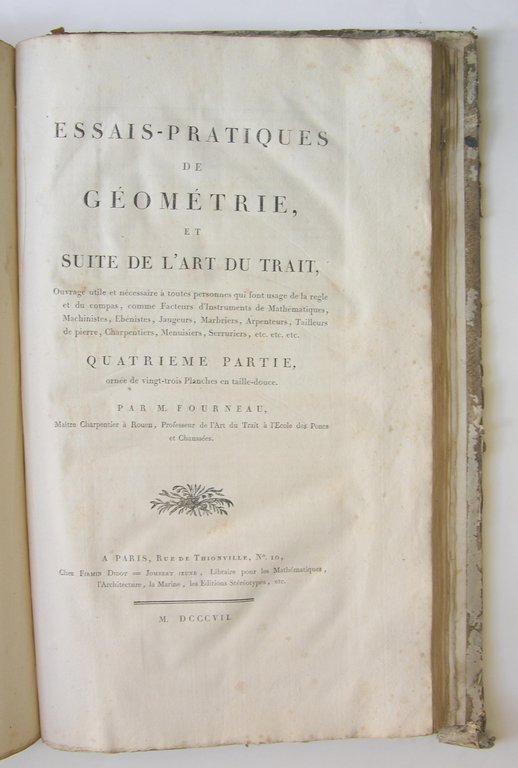 ESSAIS-PRATIQUES
DE
GÉOMÉTRIE,
ET
SUITE DE L'ART DU TRAIT,
Ouvrage utile et nécessaire à toutes personnes qui font usage de la regle
et du compas, comme Facteurs d'Instruments de Mathématiques,
Machinistes, Ebénistes, Jaugeurs, Marbriers, Arpenteurs, Tailleurs
de pierre, Charpentiers, Menuisiers, Serruriers, etc. etc. etc.
QUATRIEME PARTIE,
ornée de vingt-trois Planches en taille-douce.
PAR M. FOURNEAU,
Maître Charpentier à Rouen, Professeur de l'Art du Trait à l'Ecole des Ponts
et Chaussées.
A PARIS, RUE DE THIONVILLE, No. 10,
Chez FIRMIN DIDOT = JOMBERT JEUNE, Libraire pour les Mathématiques,
l'Architecture, la Marine, les Editions Stéréotypes, etc.
M. DCCCVII.